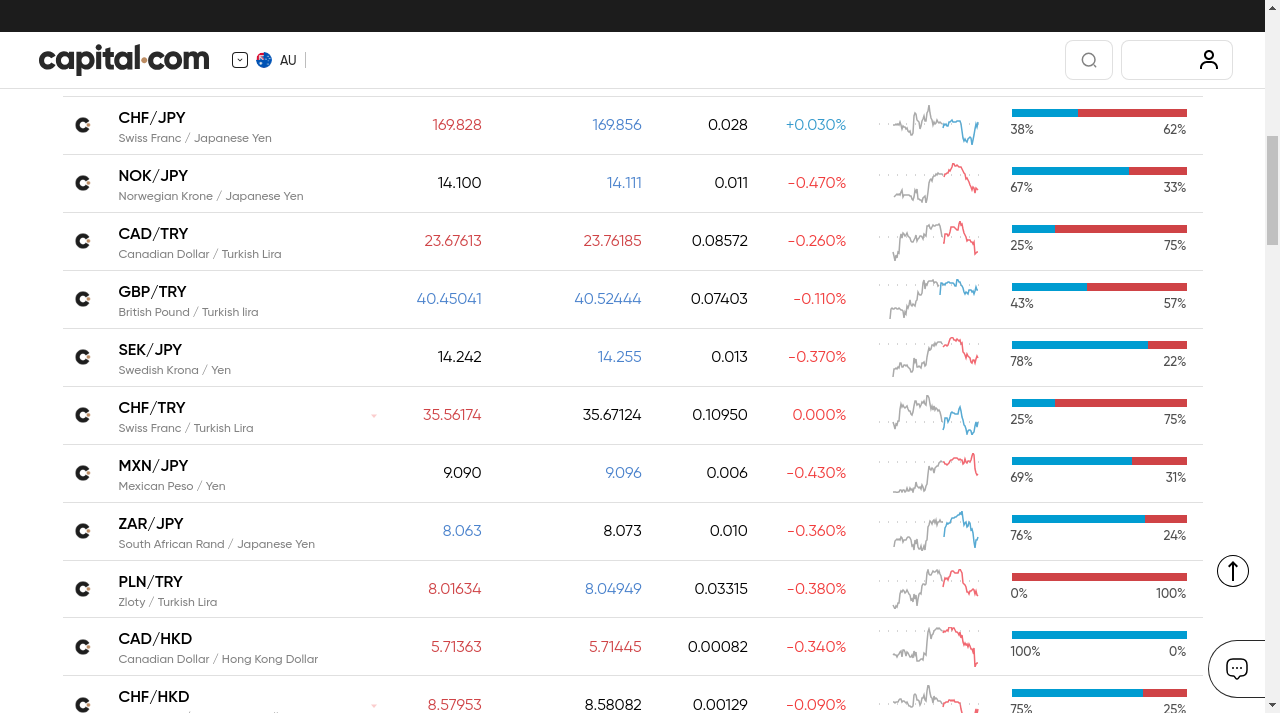 capital.com
AU
CHF/JPY 169.828 169.856 0.028 +0.030%
Swiss Franc / Japanese Yen 38% 62%
NOK/JPY 14.100 14.111 0.011 -0.470%
Norwegian Krone / Japanese Yen 67% 33%
CAD/TRY 23.67613 23.76185 0.08572 -0.260%
Canadian Dollar / Turkish Lira 25% 75%
GBP/TRY 40.45041 40.52444 0.07403 -0.110%
British Pound / Turkish lira 43% 57%
SEK/JPY 14.242 14.255 0.013 -0.370%
Swedish Krona / Yen 78% 22%
CHF/TRY 35.56174 35.67124 0.10950 0.000%
Swiss Franc / Turkish Lira 25% 75%
MXN/JPY 9.090 9.096 0.006 -0.430%
Mexican Peso / Yen 69% 31%
ZAR/JPY 8.063 8.073 0.010 -0.360%
South African Rand / Japanese Yen 76% 24%
PLN/TRY 8.01634 8.04949 0.03315 -0.380%
Zloty / Turkish Lira 0% 100%
CAD/HKD 5.71363 5.71445 0.00082 -0.340%
Canadian Dollar / Hong Kong Dollar 100% 0%
CHF/HKD 8.57953 8.58082 0.00129 -0.090%
75% 25%